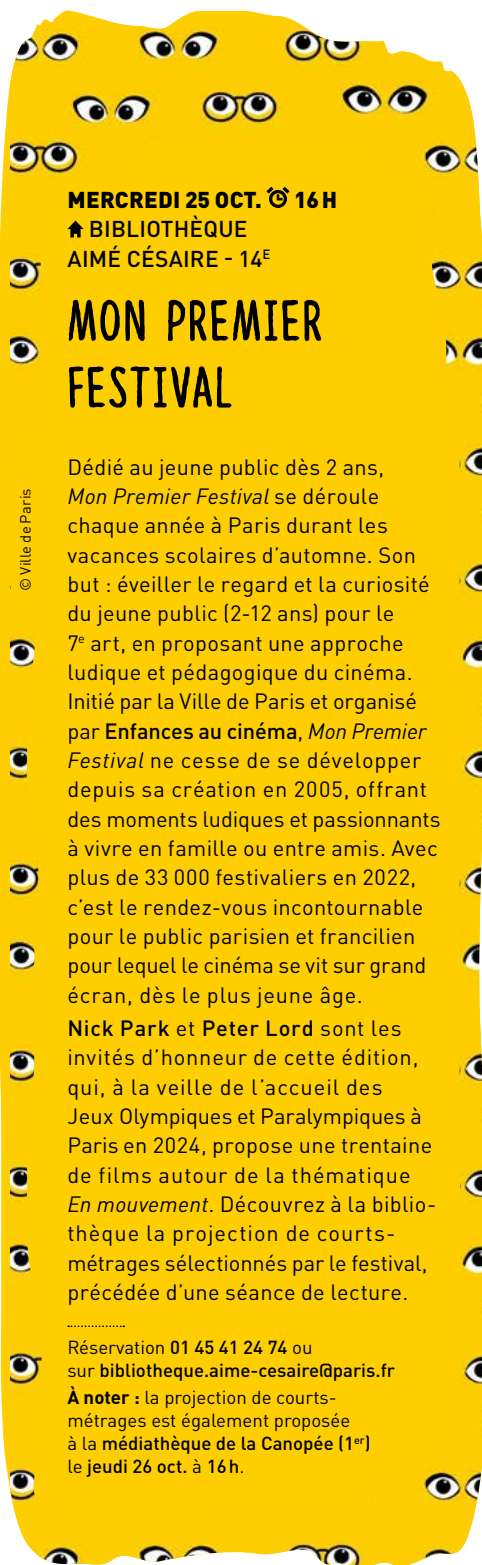 MERCREDI 25 OCT. 16 H
BIBLIOTHÈQUE
AIMÉ CÉSAIRE - 14E
MON PREMIER
FESTIVAL
Dédié au jeune public dès 2 ans,
Mon Premier Festival se déroule
chaque année à Paris durant les
vacances scolaires d’automne. Son
but : éveiller le regard et la curiosité
du jeune public (2-12 ans) pour le
7e art, en proposant une approche
ludique et pédagogique du cinéma.
Initié par la Ville de Paris et organisé
par Enfances au cinéma, Mon Premier
Festival ne cesse de se développer
depuis sa création en 2005, offrant
des moments ludiques et passionnants
à vivre en famille ou entre amis. Avec
plus de 33 000 festivaliers en 2022,
c’est le rendez-vous incontournable
pour le public parisien et francilien
pour lequel le cinéma se vit sur grand
écran, dès le plus jeune âge.
Nick Park et Peter Lord sont les
invités d’honneur de cette édition,
qui, à la veille de l’accueil des
Jeux Olympiques et Paralympiques à
Paris en 2024, propose une trentaine
de films autour de la thématique
En mouvement. Découvrez à la biblio-
thèque la projection de courts-
métrages sélectionnés par le festival,
précédée d’une séance de lecture.
Réservation 01 45 41 24 74 ou
sur bibliotheque.aime-cesaire@paris.fr
À noter : la projection de courts-
métrages est également proposée
à la médiathèque de la Canopée (1er)
le jeudi 26 oct. à 16 h.
© Ville de Paris